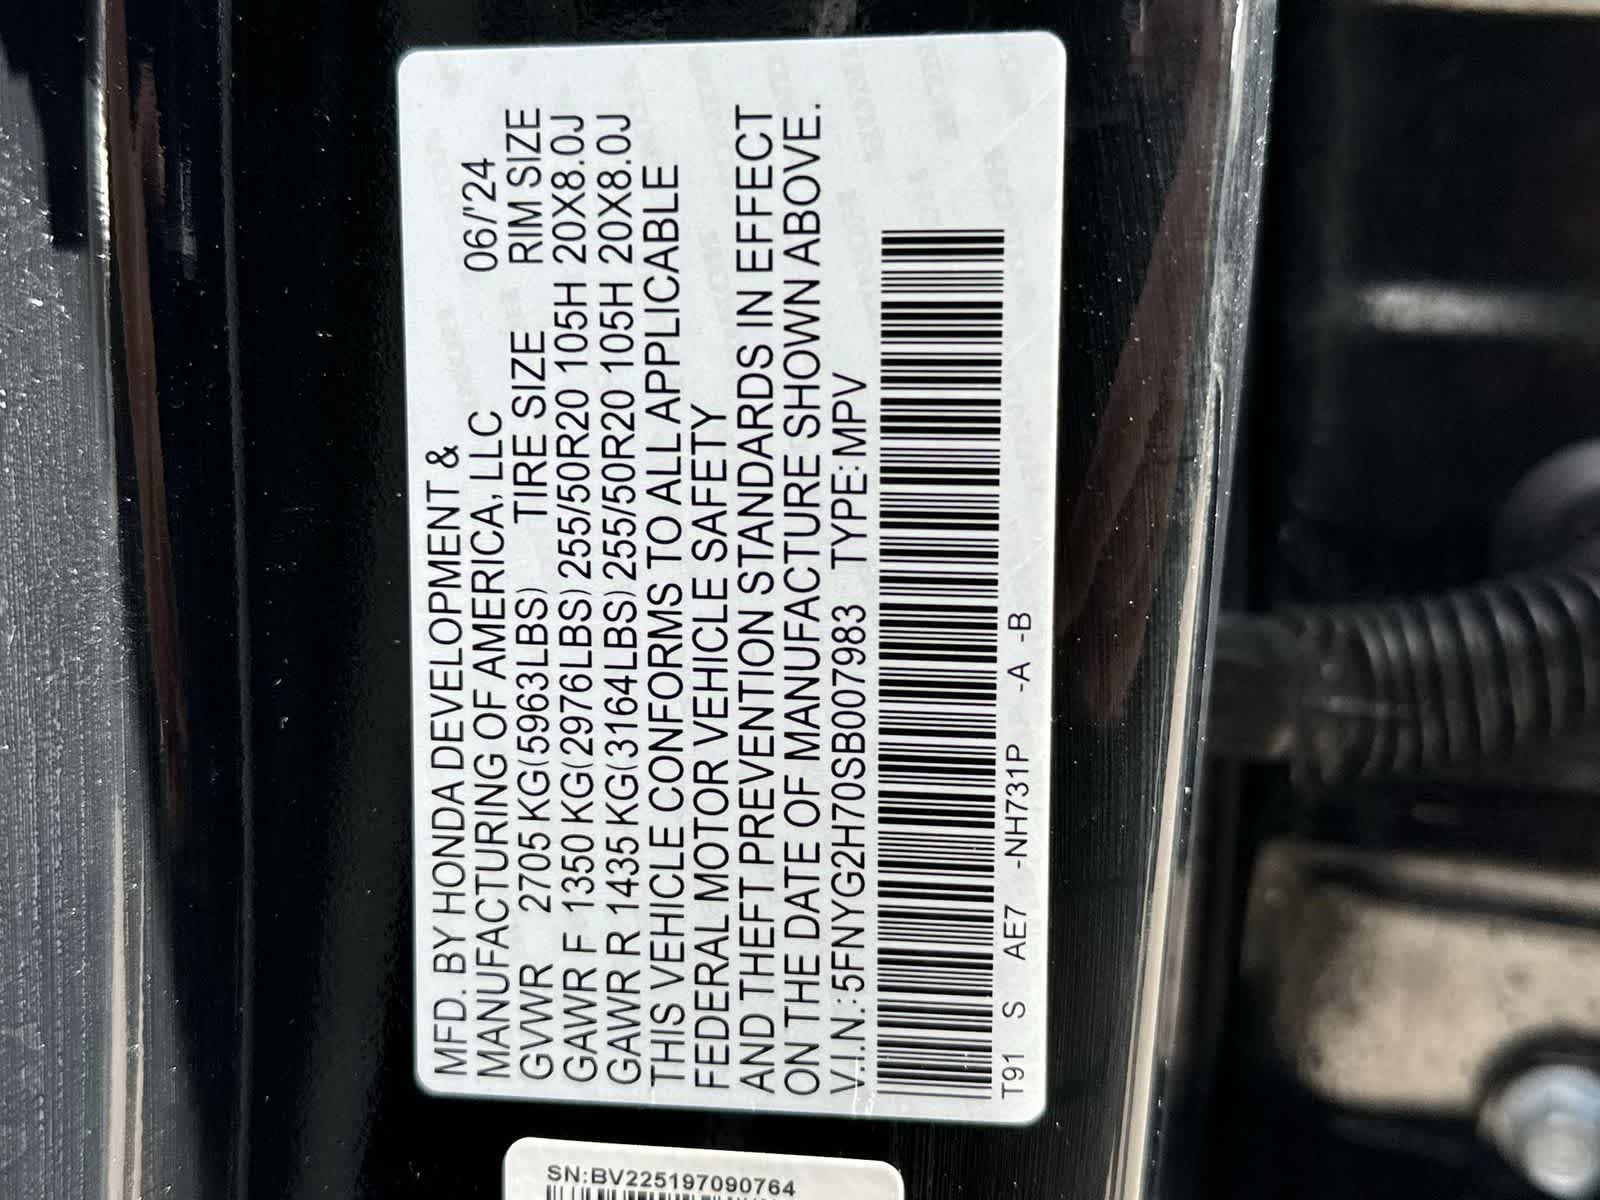 MFD. BY HONDA DEVELOPMENT &
MANUFACTURING OF AMERICA, LLC 06/'24
GVWR 2705 KG(5963LBS) TIRE SIZE RIM SIZE
GAWR F 1350 KG(2976LBS) 255/50R20 105H 20X8.0J
GAWR R 1435 KG(3164LBS) 255/50R20 105H 20X8.0J
THIS VEHICLE CONFORMS TO ALL APPLICABLE
FEDERAL MOTOR VEHICLE SAFETY
AND THEFT PREVENTION STANDARDS IN EFFECT
ON THE DATE OF MANUFACTURE SHOWN ABOVE.
V.I.N.:5FNYG2H70SB007983 TYPE:MPV
T91 S AE7 -NH731P -A -B
SN:BV225197090764